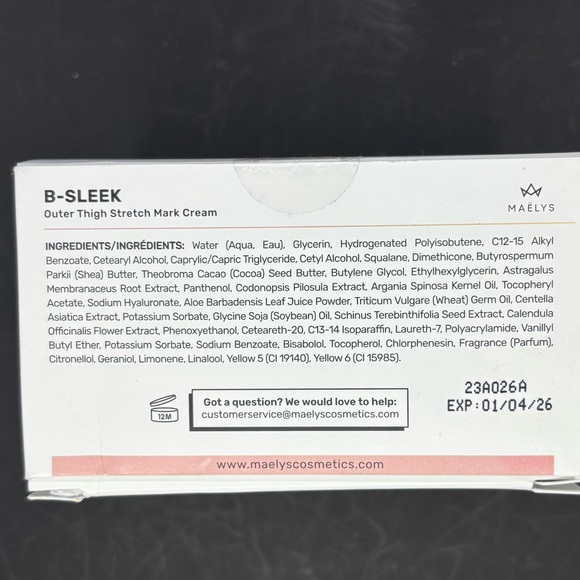 B-SLEEK
Outer Thigh Stretch Mark Cream
MAËLYS
INGREDIENTS/INGRÉDIENTS: Water (Aqua, Eau), Glycerin, Hydrogenated Polyisobutene, C12-15 Alkyl
Benzoate, Cetearyl Alcohol, Caprylic/Capric Triglyceride, Cetyl Alcohol, Squalane, Dimethicone, Butyrospermum
Parkii (Shea) Butter, Theobroma Cacao (Cocoa) Seed Butter, Butylene Glycol, Ethylhexylglycerin, Astragalus
Membranaceus Root Extract, Panthenol, Codonopsis Pilosula Extract, Argania Spinosa Kernel Oil, Tocopheryl
Acetate, Sodium Hyaluronate, Aloe Barbadensis Leaf Juice Powder, Triticum Vulgare (Wheat) Germ Oil, Centella
Asiatica Extract, Potassium Sorbate, Glycine Soja (Soybean) Oil, Schinus Terebinthifolia Seed Extract, Calendula
Officinalis Flower Extract, Phenoxyethanol, Ceteareth-20, C13-14 Isoparaffin, Laureth-7, Polyacrylamide, Vanillyl
Butyl Ether, Potassium Sorbate, Sodium Benzoate, Bisabolol, Tocopherol, Chlorphenesin, Fragrance (Parfum),
Citronellol, Geraniol, Limonene, Linalool, Yellow 5 (CI 19140), Yellow 6 (CI 15985).
12M
Got a question? We would love to help:
customerservice@maelyscosmetics.com
23A026A
EXP:01/04/26
www.maelyscosmetics.com